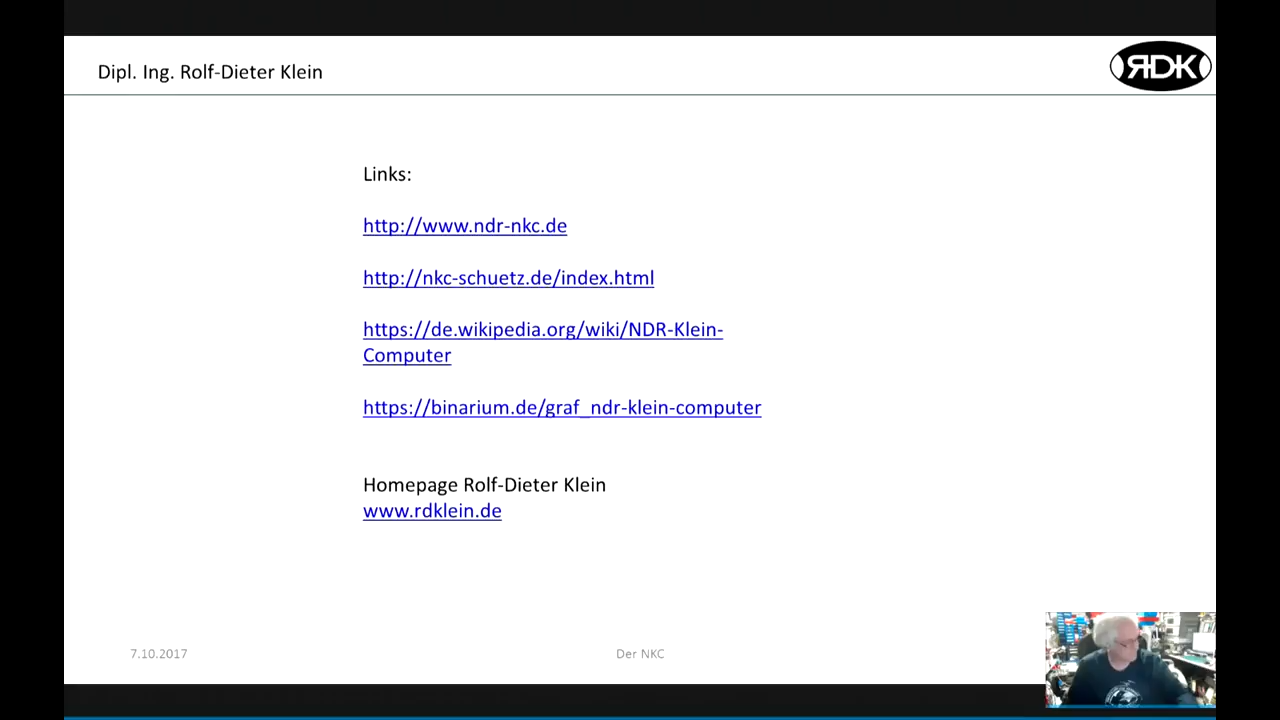 Dipl. Ing. Rolf-Dieter Klein
RDK
Links:
http://www.ndr-nkc.de
http://nkc-schuetz.de/index.html
https://de.wikipedia.org/wiki/NDR-Klein-
Computer
https://binarium.de/graf_ndr-klein-computer
Homepage Rolf-Dieter Klein
www.rdklein.de
7.10.2017
Der NKC